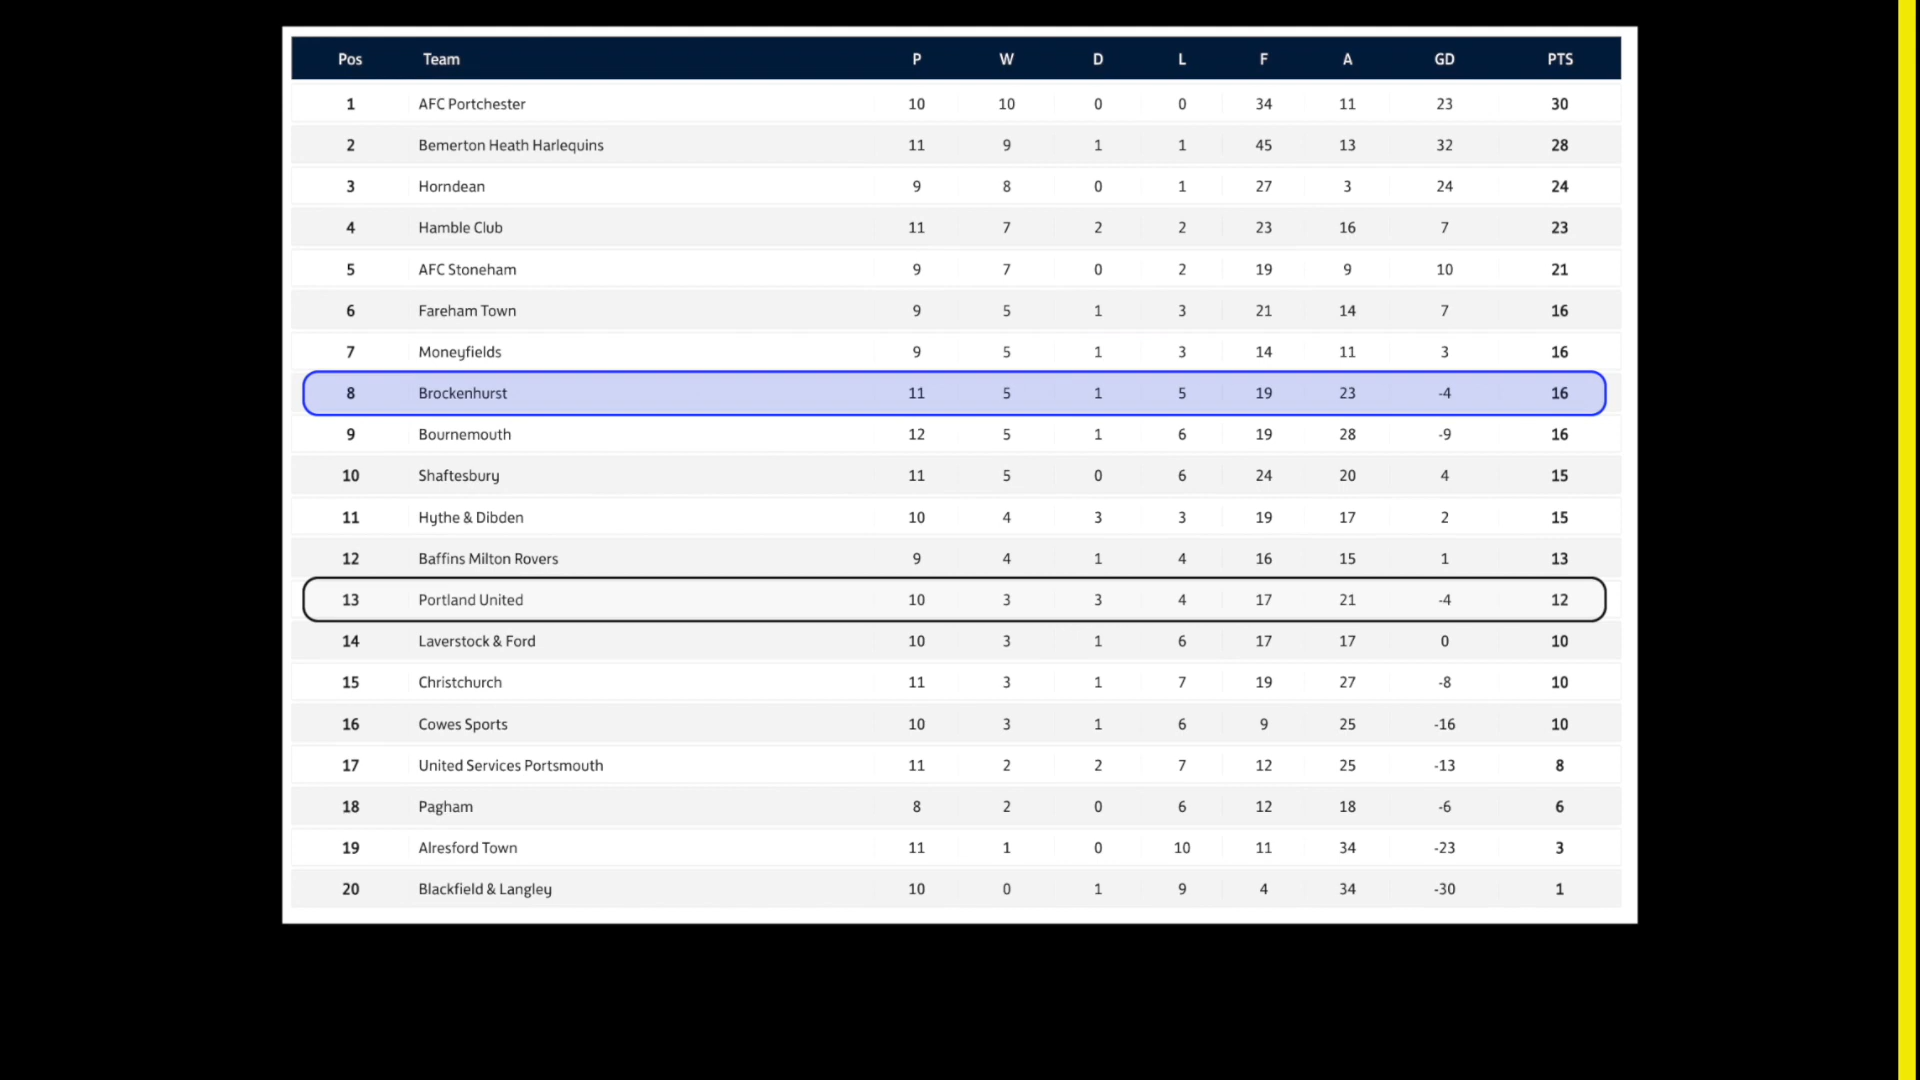 Pos Team P W D L F A GD PTS
1 AFC Portchester 10 10 0 0 34 11 23 30
2 Bemerton Heath Harlequins 11 9 1 1 45 13 32 28
3 Horndean 9 8 0 1 27 3 24 24
4 Hamble Club 11 7 2 2 23 16 7 23
5 AFC Stoneham 9 7 0 2 19 9 10 21
6 Fareham Town 9 5 1 3 21 14 7 16
7 Moneyfields 9 5 1 3 14 11 3 16
8 Brockenhurst 11 5 1 5 19 23 -4 16
9 Bournemouth 12 5 1 6 19 28 -9 16
10 Shaftesbury 11 5 0 6 24 20 4 15
11 Hythe & Dibden 10 4 3 3 19 17 2 15
12 Baffins Milton Rovers 9 4 1 4 16 15 1 13
13 Portland United 10 3 3 4 17 21 -4 12
14 Laverstock & Ford 10 3 1 6 17 17 0 10
15 Christchurch 11 3 1 7 19 27 -8 10
16 Cowes Sports 10 3 1 6 9 25 -16 10
17 United Services Portsmouth 11 2 2 7 12 25 -13 8
18 Pagham 8 2 0 6 12 18 -6 6
19 Alresford Town 11 1 0 10 11 34 -23 3
20 Blackfield & Langley 10 0 1 9 4 34 -30 1